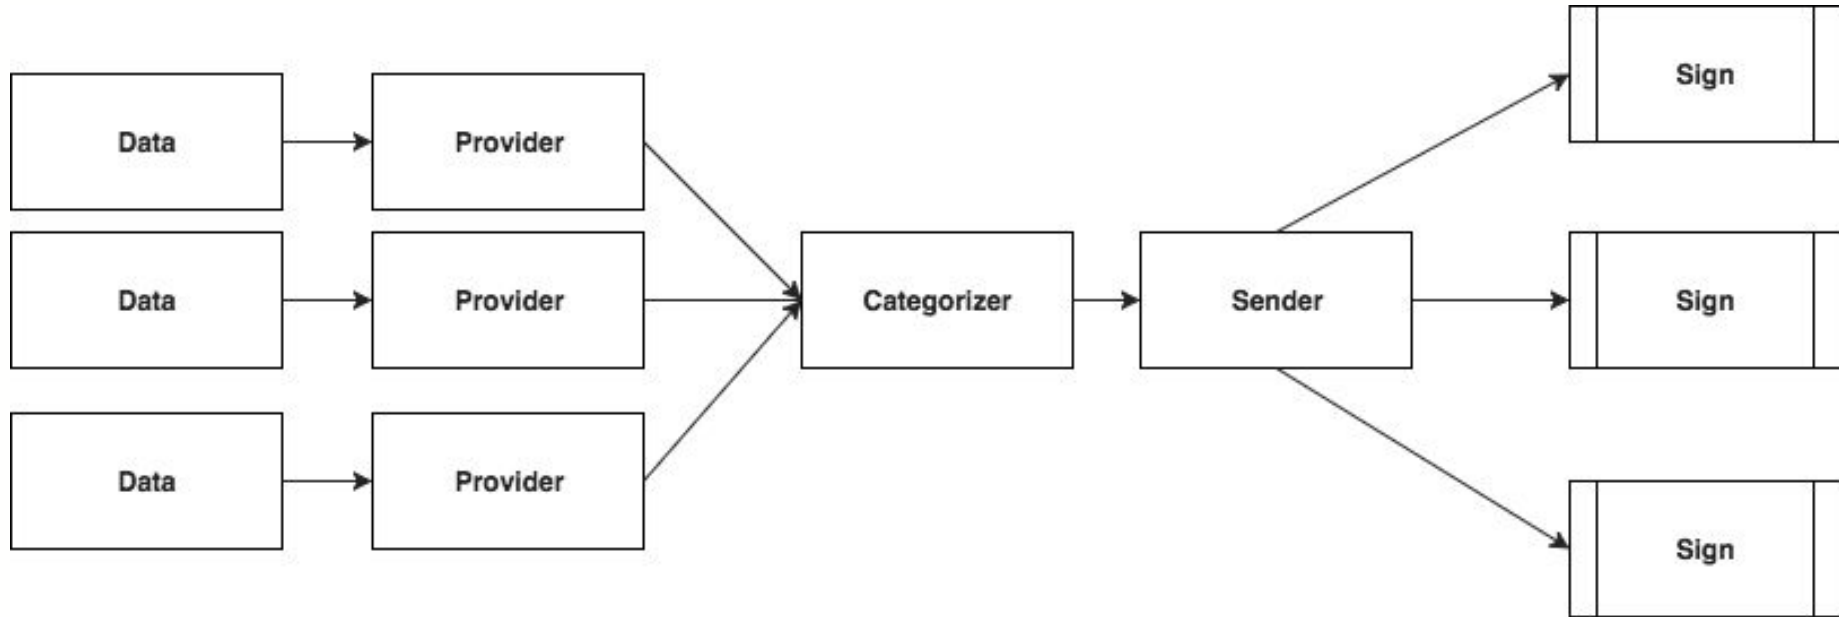 Data
Provider
Data
Provider
Data
Provider
Categorizer
Sender
Sign
Sign
Sign